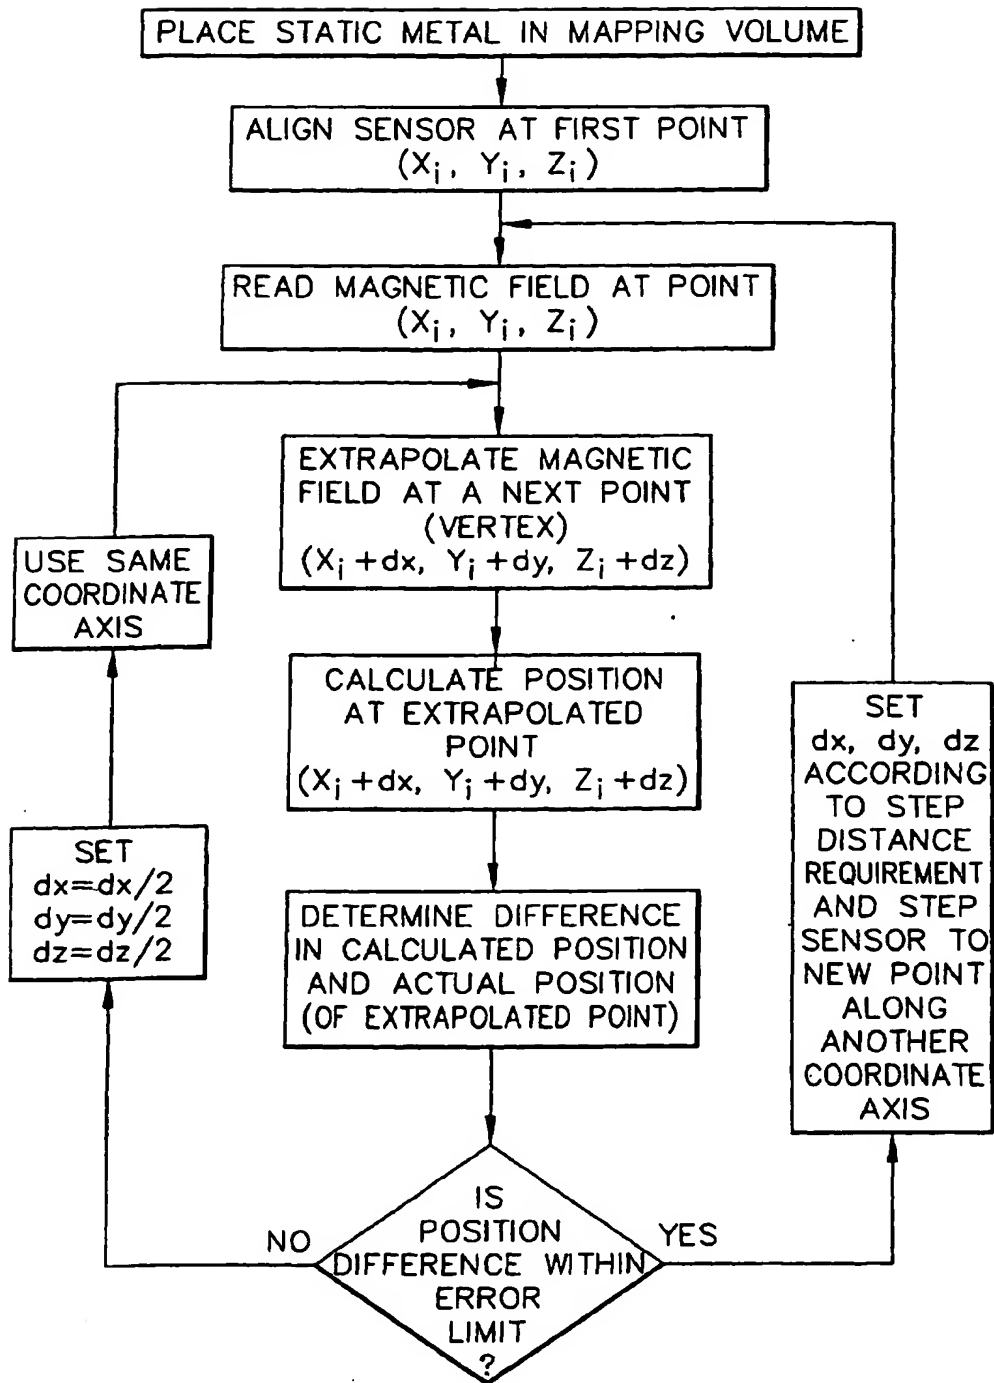 PLACE STATIC METAL IN MAPPING VOLUME
ALIGN SENSOR AT FIRST POINT
(Xi, Yi, Zi)
READ MAGNETIC FIELD AT POINT
(Xi, Yi, Zi)
EXTRAPOLATE MAGNETIC
FIELD AT A NEXT POINT
(VERTEX)
(Xi+dx, Yi+dy, Zi+dz)
USE SAME
COORDINATE
AXIS
CALCULATE POSITION
AT EXTRAPOLATED
POINT
(Xi+dx, Yi+dy, Zi+dz)
SET
dx, dy, dz
ACCORDING
TO STEP
DISTANCE
REQUIREMENT
AND STEP
SENSOR TO
NEW POINT
ALONG
ANOTHER
COORDINATE
AXIS
SET
dx=dx/2
dy=dy/2
dz=dz/2
DETERMINE DIFFERENCE
IN CALCULATED POSITION
AND ACTUAL POSITION
(OF EXTRAPOLATED POINT)
NO
IS
POSITION
DIFFERENCE WITHIN
ERROR
LIMIT
?
YES